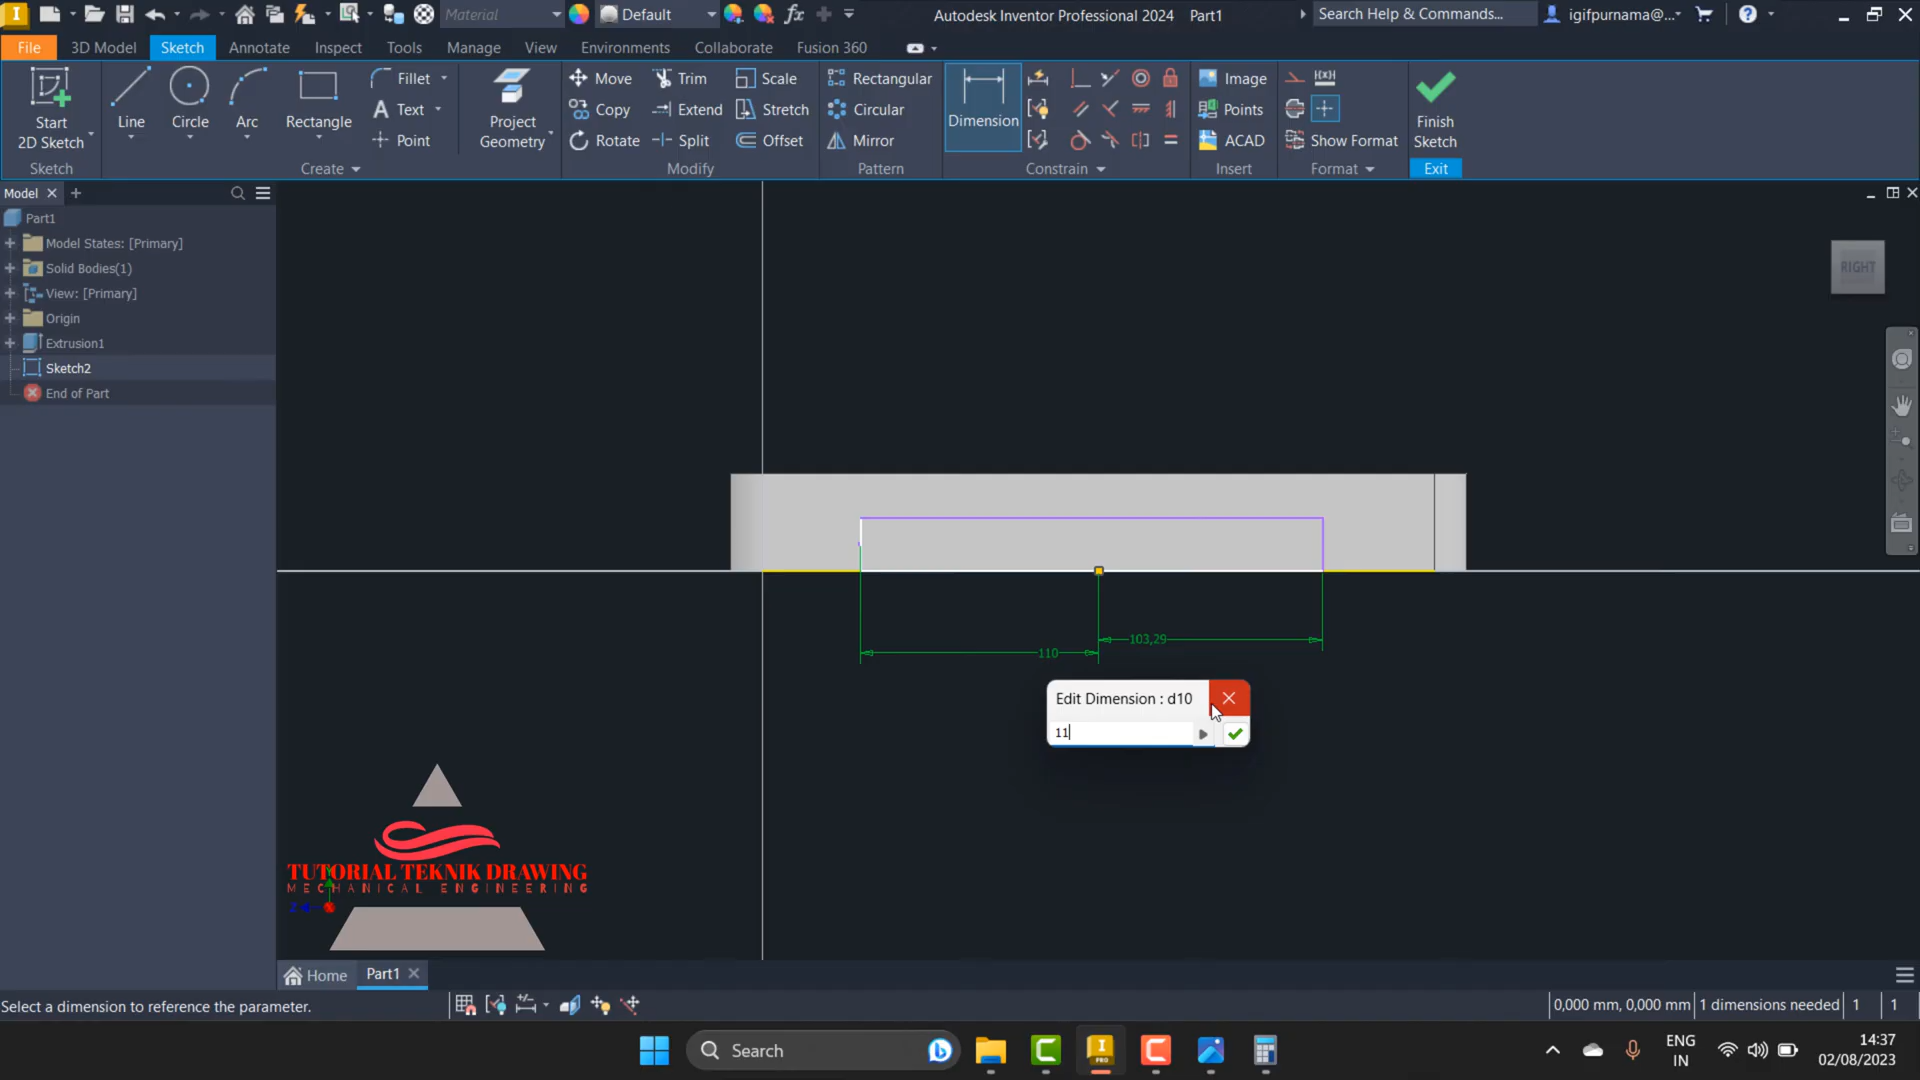 Material
Default
Autodesk Inventor Professional 2024 Part1
Search Help & Commands...
igifpurnama@...
File
3D Model
Sketch
Annotate
Inspect
Tools
Manage
View
Environments
Collaborate
Fusion 360
Start
2D Sketch
Line
Circle
Arc
Rectangle
Fillet
Text
Point
Project
Geometry
Move
Copy
Rotate
Trim
Extend
Split
Scale
Stretch
Offset
Rectangular
Circular
Mirror
Dimension
Image
Points
ACAD
Show Format
Finish
Sketch
Sketch
Create
Modify
Pattern
Constrain
Insert
Format
Exit
Model
Part1
Model States: [Primary]
Solid Bodies(1)
View: [Primary]
Origin
Extrusion1
Sketch2
End of Part
RIGHT
103,29
110
Edit Dimension : d10
11
TUTORIAL TEKNIK DRAWING
MECHANICAL ENGINEERING
Z
Home
Part1
Select a dimension to reference the parameter.
0,000 mm, 0,000 mm
1 dimensions needed
1
1
Search
ENG
IN
14:37
02/08/2023